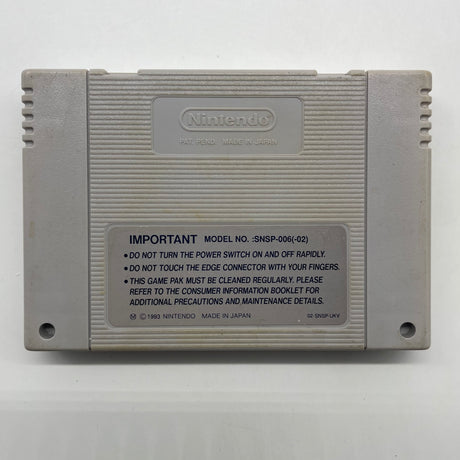 Nintendo
PAT. PEND. MADE IN JAPAN
IMPORTANT MODEL NO. :SNSP-006(-02)
• DO NOT TURN THE POWER SWITCH ON AND OFF RAPIDLY.
• DO NOT TOUCH THE EDGE CONNECTOR WITH YOUR FINGERS.
• THIS GAME PAK MUST BE CLEANED REGULARLY. PLEASE
REFER TO THE CONSUMER INFORMATION BOOKLET FOR
ADDITIONAL PRECAUTIONS AND MAINTENANCE DETAILS.
Ⓜ ©1993 NINTENDO MADE IN JAPAN 02-SNSP-UKV